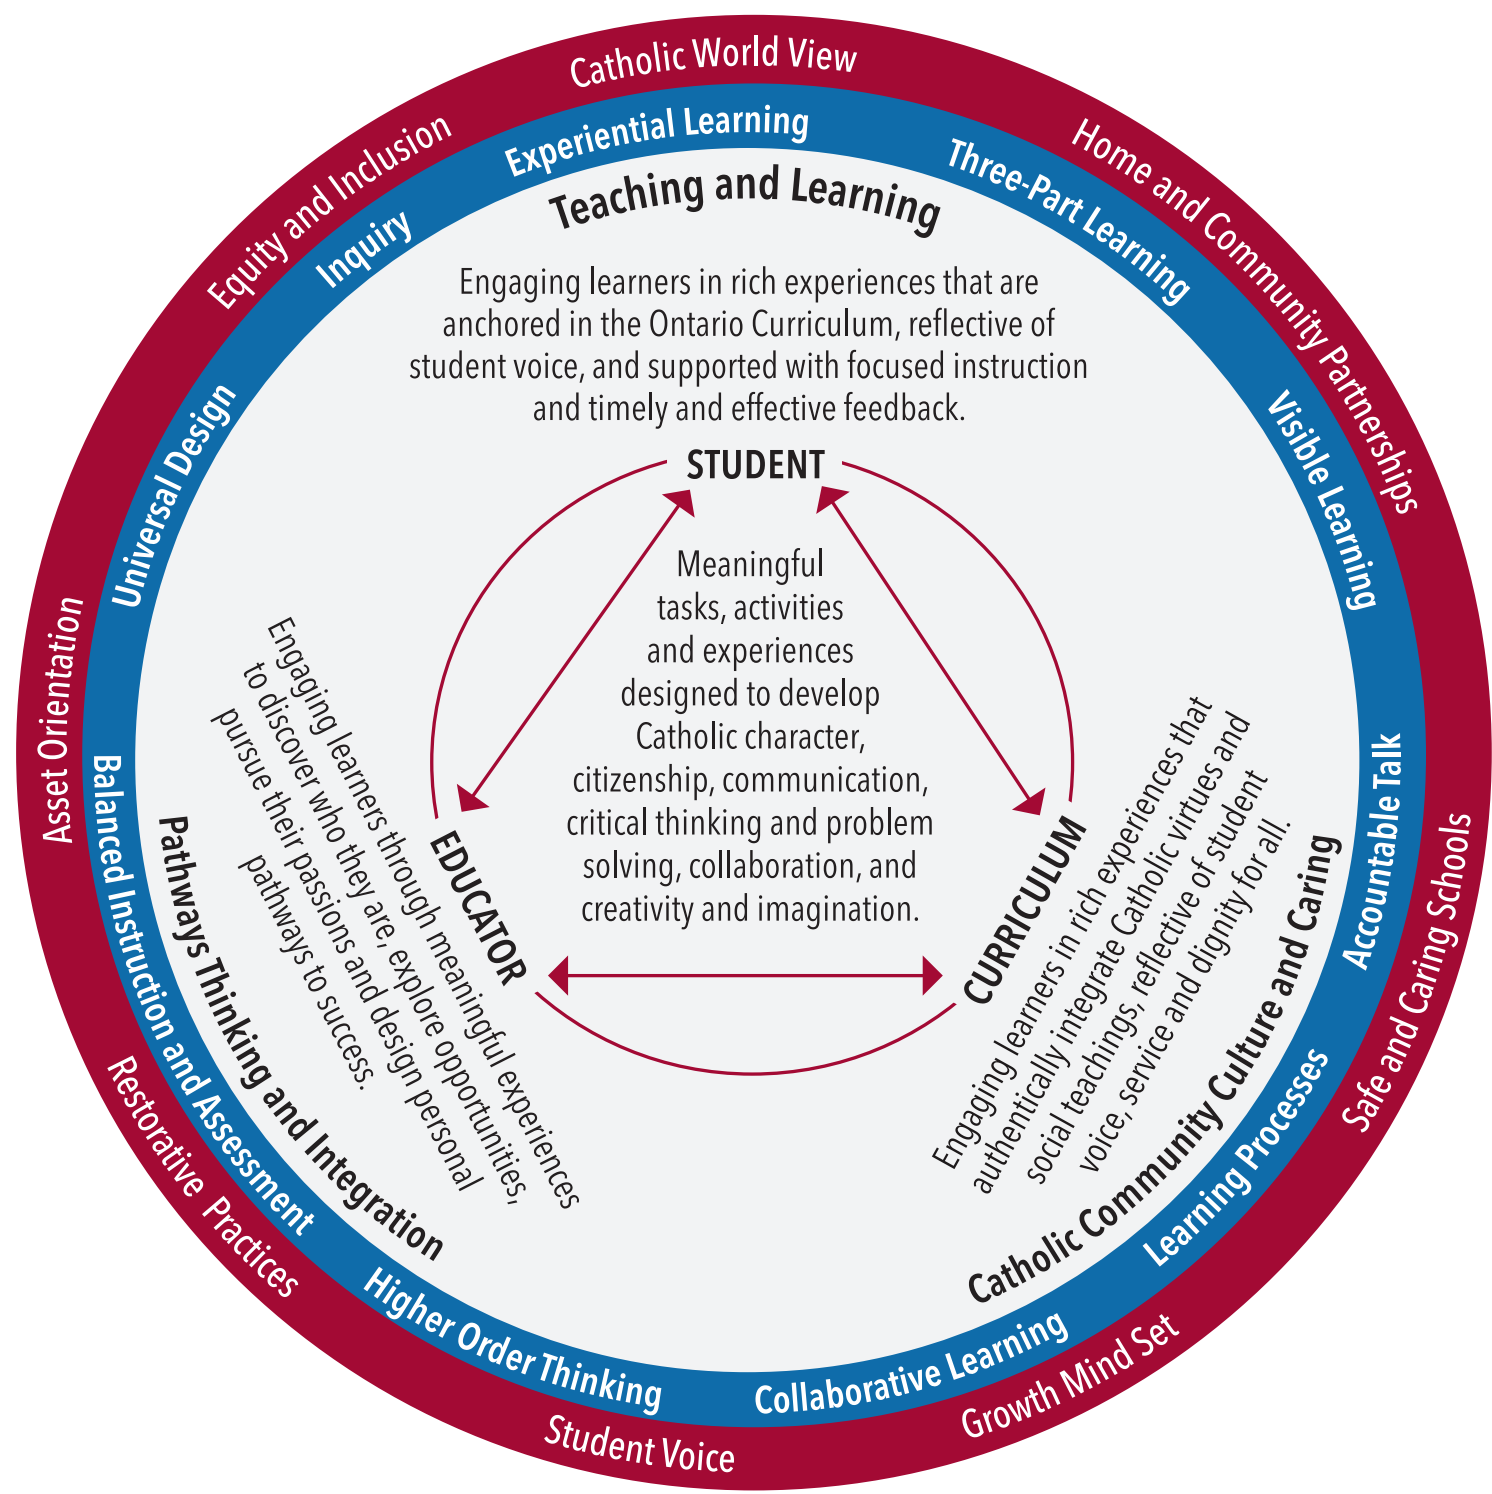 Catholic World View
Home and Community Partnerships
Safe and Caring Schools
Growth Mind Set
Student Voice
Restorative Practices
Asset Orientation
Equity and Inclusion
Experiential Learning
Three-Part Learning
Visible Learning
Accountable Talk
Learning Processes
Collaborative Learning
Higher Order Thinking
Balanced Instruction and Assessment
Universal Design
Inquiry
Teaching and Learning
Engaging learners in rich experiences that are
anchored in the Ontario Curriculum, reflective of
student voice, and supported with focused instruction
and timely and effective feedback.
STUDENT
Meaningful
tasks, activities
and experiences
designed to develop
Catholic character,
citizenship, communication,
critical thinking and problem
solving, collaboration, and
creativity and imagination.
EDUCATOR
CURRICULUM
Engaging learners through meaningful experiences
to discover who they are, explore opportunities,
pursue their passions and design personal
pathways to success.
Pathways Thinking and Integration
Engaging learners in rich experiences that
authentically integrate Catholic virtues and
social teachings, reflective of student
voice, service and dignity for all.
Catholic Community Culture and Caring